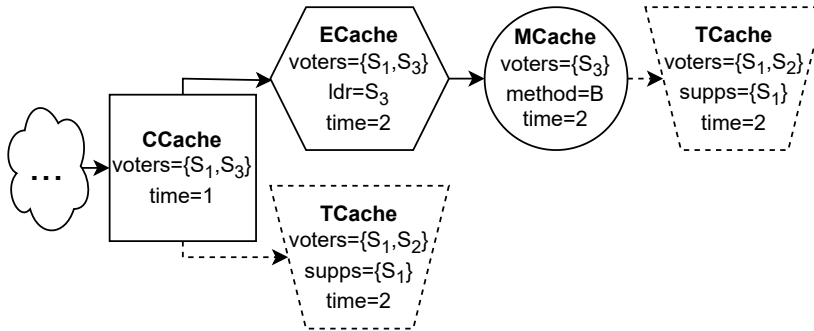 ...
CCache
voters={S₁,S₃}
time=1
ECache
voters={S₁,S₃}
ldr=S₃
time=2
MCache
voters={S₃}
method=B
time=2
TCache
voters={S₁,S₂}
supps={S₁}
time=2
TCache
voters={S₁,S₂}
supps={S₁}
time=2